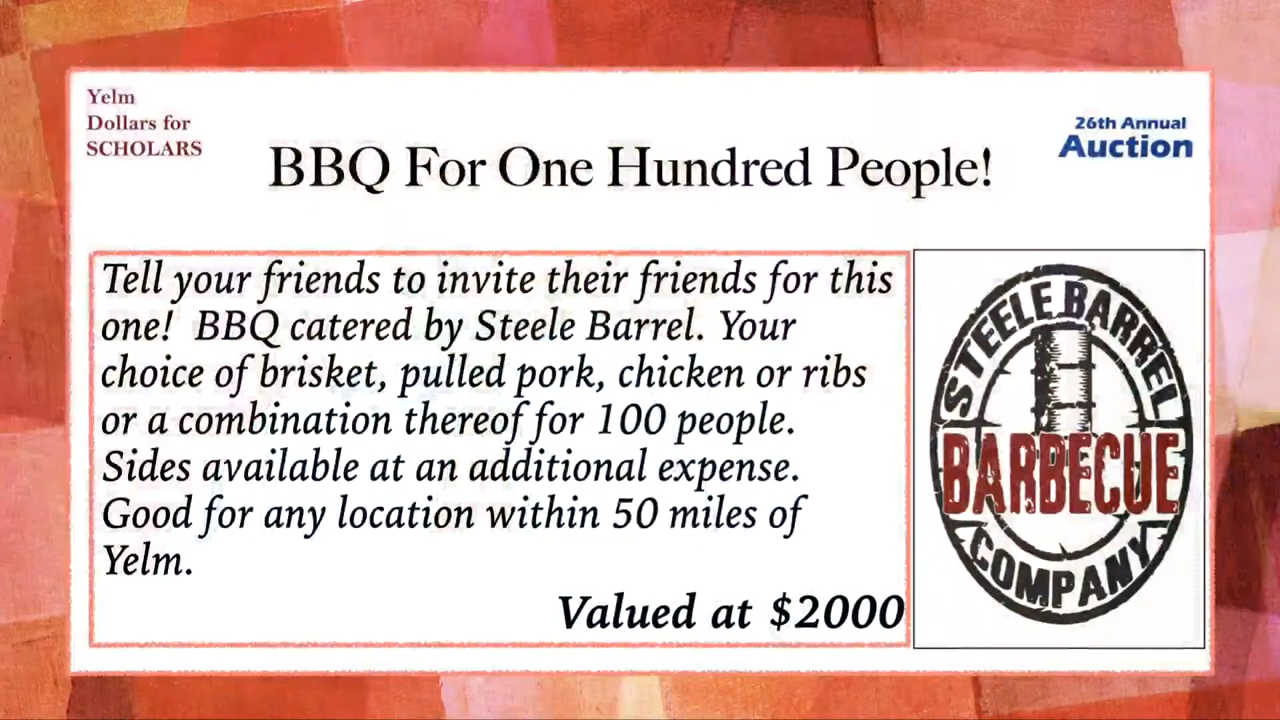 Yelm
Dollars for
SCHOLARS
26th Annual
Auction
BBQ For One Hundred People!
Tell your friends to invite their friends for this
one!  BBQ catered by Steele Barrel. Your
choice of brisket, pulled pork, chicken or ribs
or a combination thereof for 100 people.
Sides available at an additional expense.
Good for any location within 50 miles of
Yelm.
Valued at $2000
STEELE BARREL
BARBECUE
COMPANY